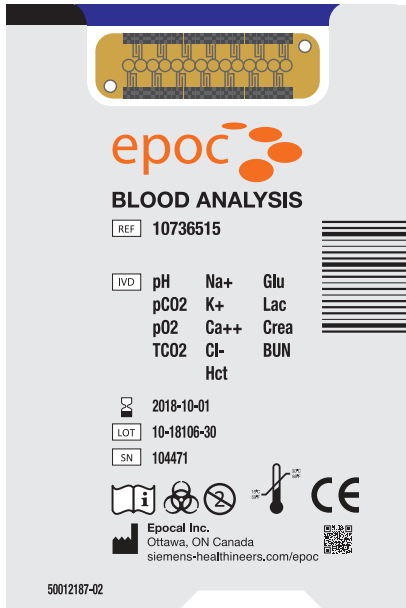 epoc
BLOOD ANALYSIS
REF 10736515
IVD pH Na+ Glu
pCO2 K+ Lac
pO2 Ca++ Crea
TCO2 Cl- BUN
Hct
2018-10-01
LOT 10-18106-30
SN 104471
i
2
CE
Epocal Inc.
Ottawa, ON Canada
siemens-healthineers.com/epoc
50012187-02